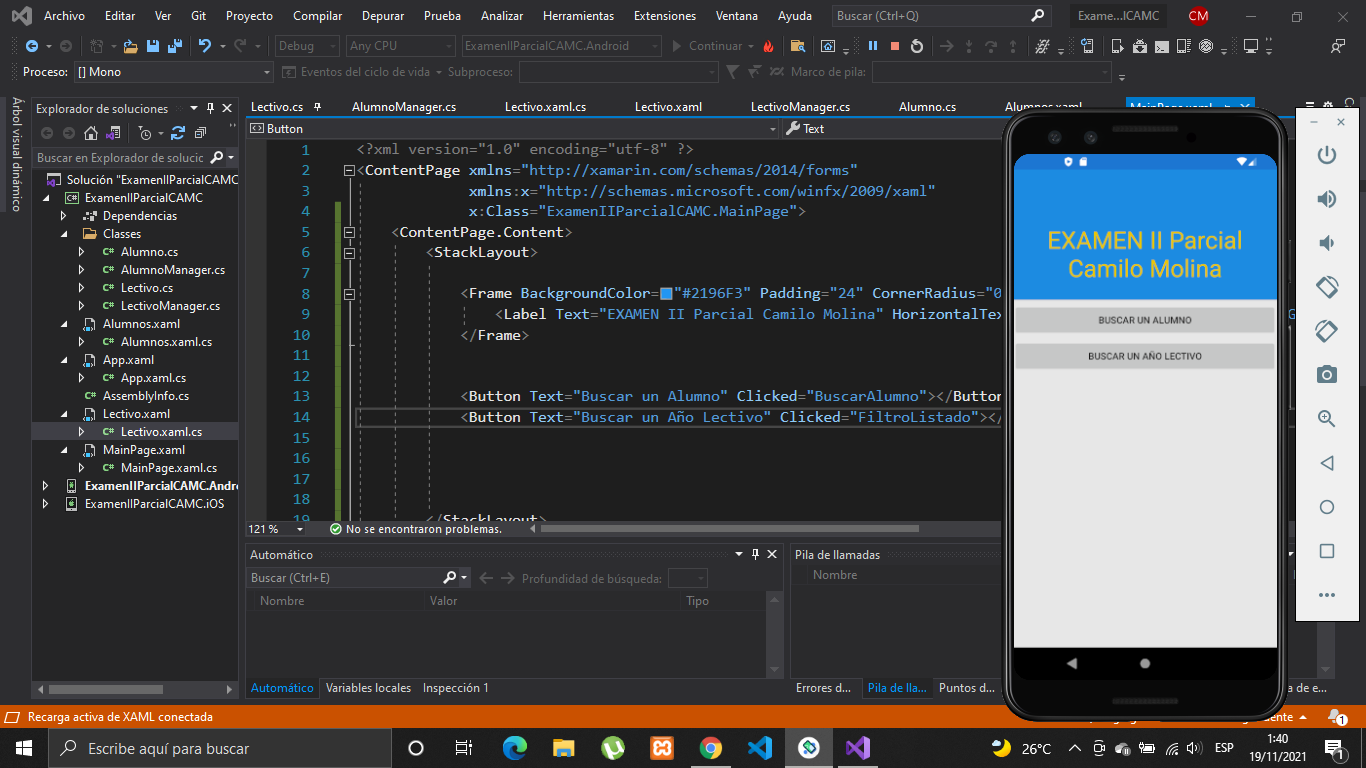 Archivo Editar Ver Git Proyecto Compilar Depurar Prueba Analizar Herramientas Extensiones Ventana Ayuda Buscar (Ctrl+Q) Exame...lCAMC CM
Debug Any CPU ExamenIIParcialCAMC.Android Continuar
Proceso: [] Mono Eventos del ciclo de vida Subproceso: Marco de pila:
Árbol visual dinámico
Explorador de soluciones
Buscar en Explorador de solucic
Solución "ExamenIIParcialCAMC
ExamenIIParcialCAMC
Dependencias
Classes
Alumno.cs
AlumnoManager.cs
Lectivo.cs
LectivoManager.cs
Alumnos.xaml
Alumnos.xaml.cs
App.xaml
App.xaml.cs
AssemblyInfo.cs
Lectivo.xaml
Lectivo.xaml.cs
MainPage.xaml
MainPage.xaml.cs
ExamenIIParcialCAMC.Andro
ExamenIIParcialCAMC.iOS
Lectivo.cs AlumnoManager.cs Lectivo.xaml.cs Lectivo.xaml LectivoManager.cs Alumno.cs Alumnos.xaml MainPage.xaml
Button Text
1 <?xml version="1.0" encoding="utf-8" ?>
2 <ContentPage xmlns="http://xamarin.com/schemas/2014/forms"
3 xmlns:x="http://schemas.microsoft.com/winfx/2009/xaml"
4 x:Class="ExamenIIParcialCAMC.MainPage">
5 <ContentPage.Content>
6 <StackLayout>
7
8 <Frame BackgroundColor="#2196F3" Padding="24" CornerRadius="0
9 <Label Text="EXAMEN II Parcial Camilo Molina" HorizontalTex
10 </Frame>
11
12
13 <Button Text="Buscar un Alumno" Clicked="BuscarAlumno"></Button
14 <Button Text="Buscar un Año Lectivo" Clicked="FiltroListado"></
15
16
17
18
19 </StackLayout>
121 % No se encontraron problemas.
Automático
Buscar (Ctrl+E) Profundidad de búsqueda:
Nombre Valor Tipo
Automático Variables locales Inspección 1
Pila de llamadas
Nombre
Errores d... Pila de lla... Puntos d...
EXAMEN II Parcial
Camilo Molina
BUSCAR UN ALUMNO
BUSCAR UN AÑO LECTIVO
Recarga activa de XAML conectada
1
Escribe aquí para buscar
26°C ESP 1:40
19/11/2021
1